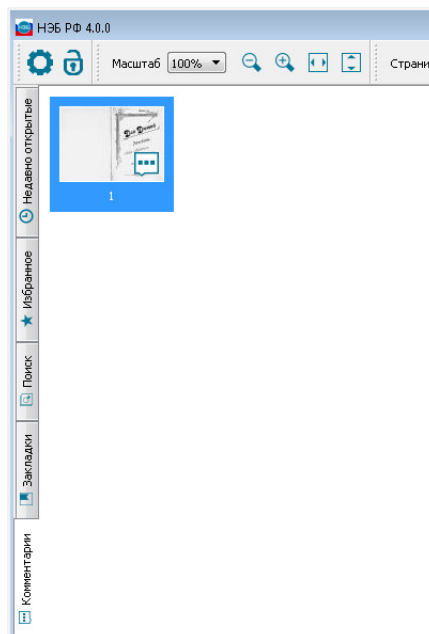 НЭБ РФ 4.0.0
Масштаб 100% Страни
Недавно открытые
Избранное
Поиск
Закладки
Комментарии
1